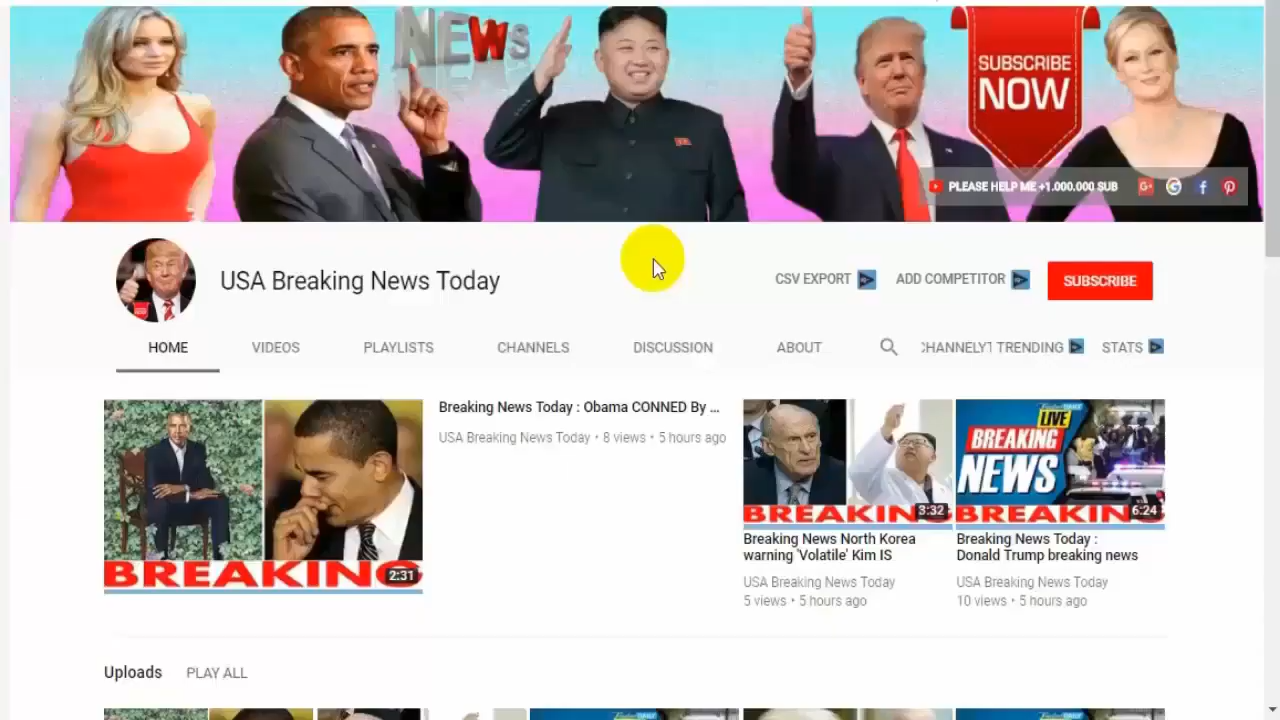 NEWS
SUBSCRIBE
NOW
PLEASE HELP ME +1.000.000 SUB
USA Breaking News Today
CSV EXPORT
ADD COMPETITOR
SUBSCRIBE
HOME
VIDEOS
PLAYLISTS
CHANNELS
DISCUSSION
ABOUT
CHANNELYT TRENDING
STATS
BREAKING
2:31
Breaking News Today : Obama CONNED By ...
USA Breaking News Today • 8 views • 5 hours ago
BREAKIN
3:32
Breaking News North Korea
warning 'Volatile' Kim IS
USA Breaking News Today
5 views • 5 hours ago
LIVE
BREAKING
NEWS
BREAKIN
6:24
Breaking News Today :
Donald Trump breaking news
USA Breaking News Today
10 views • 5 hours ago
Uploads
PLAY ALL